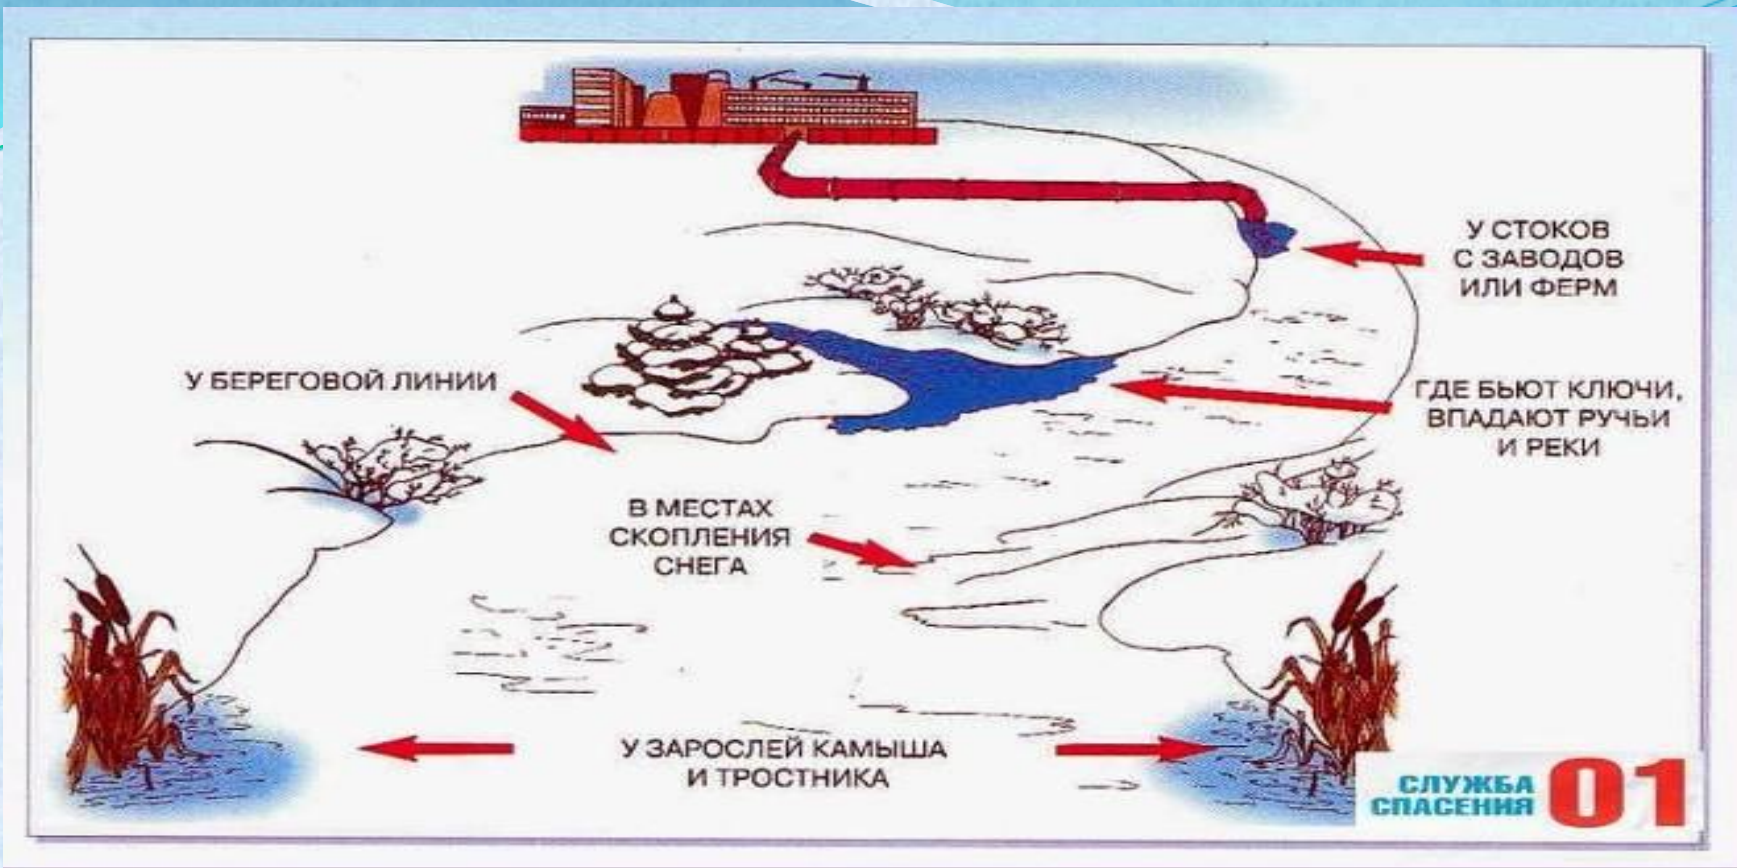 У СТОКОВ
С ЗАВОДОВ
ИЛИ ФЕРМ
У БЕРЕГОВОЙ ЛИНИИ
ГДЕ БЬЮТ КЛЮЧИ,
ВПАДАЮТ РУЧЬИ
И РЕКИ
В МЕСТАХ
СКОПЛЕНИЯ
СНЕГА
У ЗАРОСЛЕЙ КАМЫША
И ТРОСТНИКА
СЛУЖБА
СПАСЕНИЯ 01